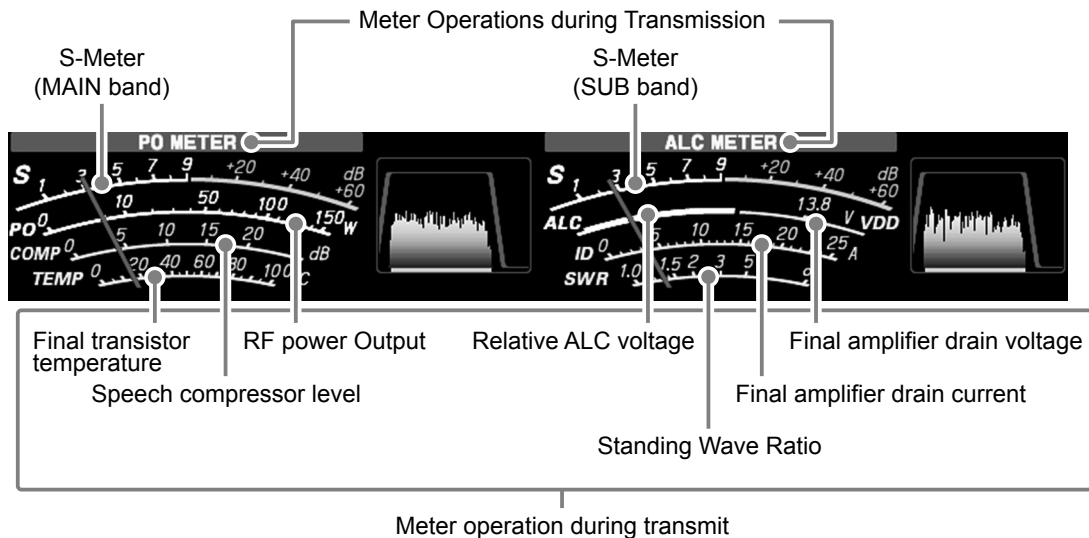 Meter Operations during Transmission
S-Meter
(MAIN band)
S-Meter
(SUB band)
PO METER
ALC METER
S 1 3 5 7 9 +20 +40 +60 dB
PO 0 10 50 100 150 W
COMP 0 5 10 15 20 dB
TEMP 0 20 40 60 80 100 °C
S 1 3 5 7 9 +20 +40 +60 dB
ALC 13.8 V VDD
ID 0 5 10 15 20 25 A
SWR 1.0 1.5 2 3 5
Final transistor
temperature
RF power Output
Relative ALC voltage
Final amplifier drain voltage
Speech compressor level
Final amplifier drain current
Standing Wave Ratio
Meter operation during transmit